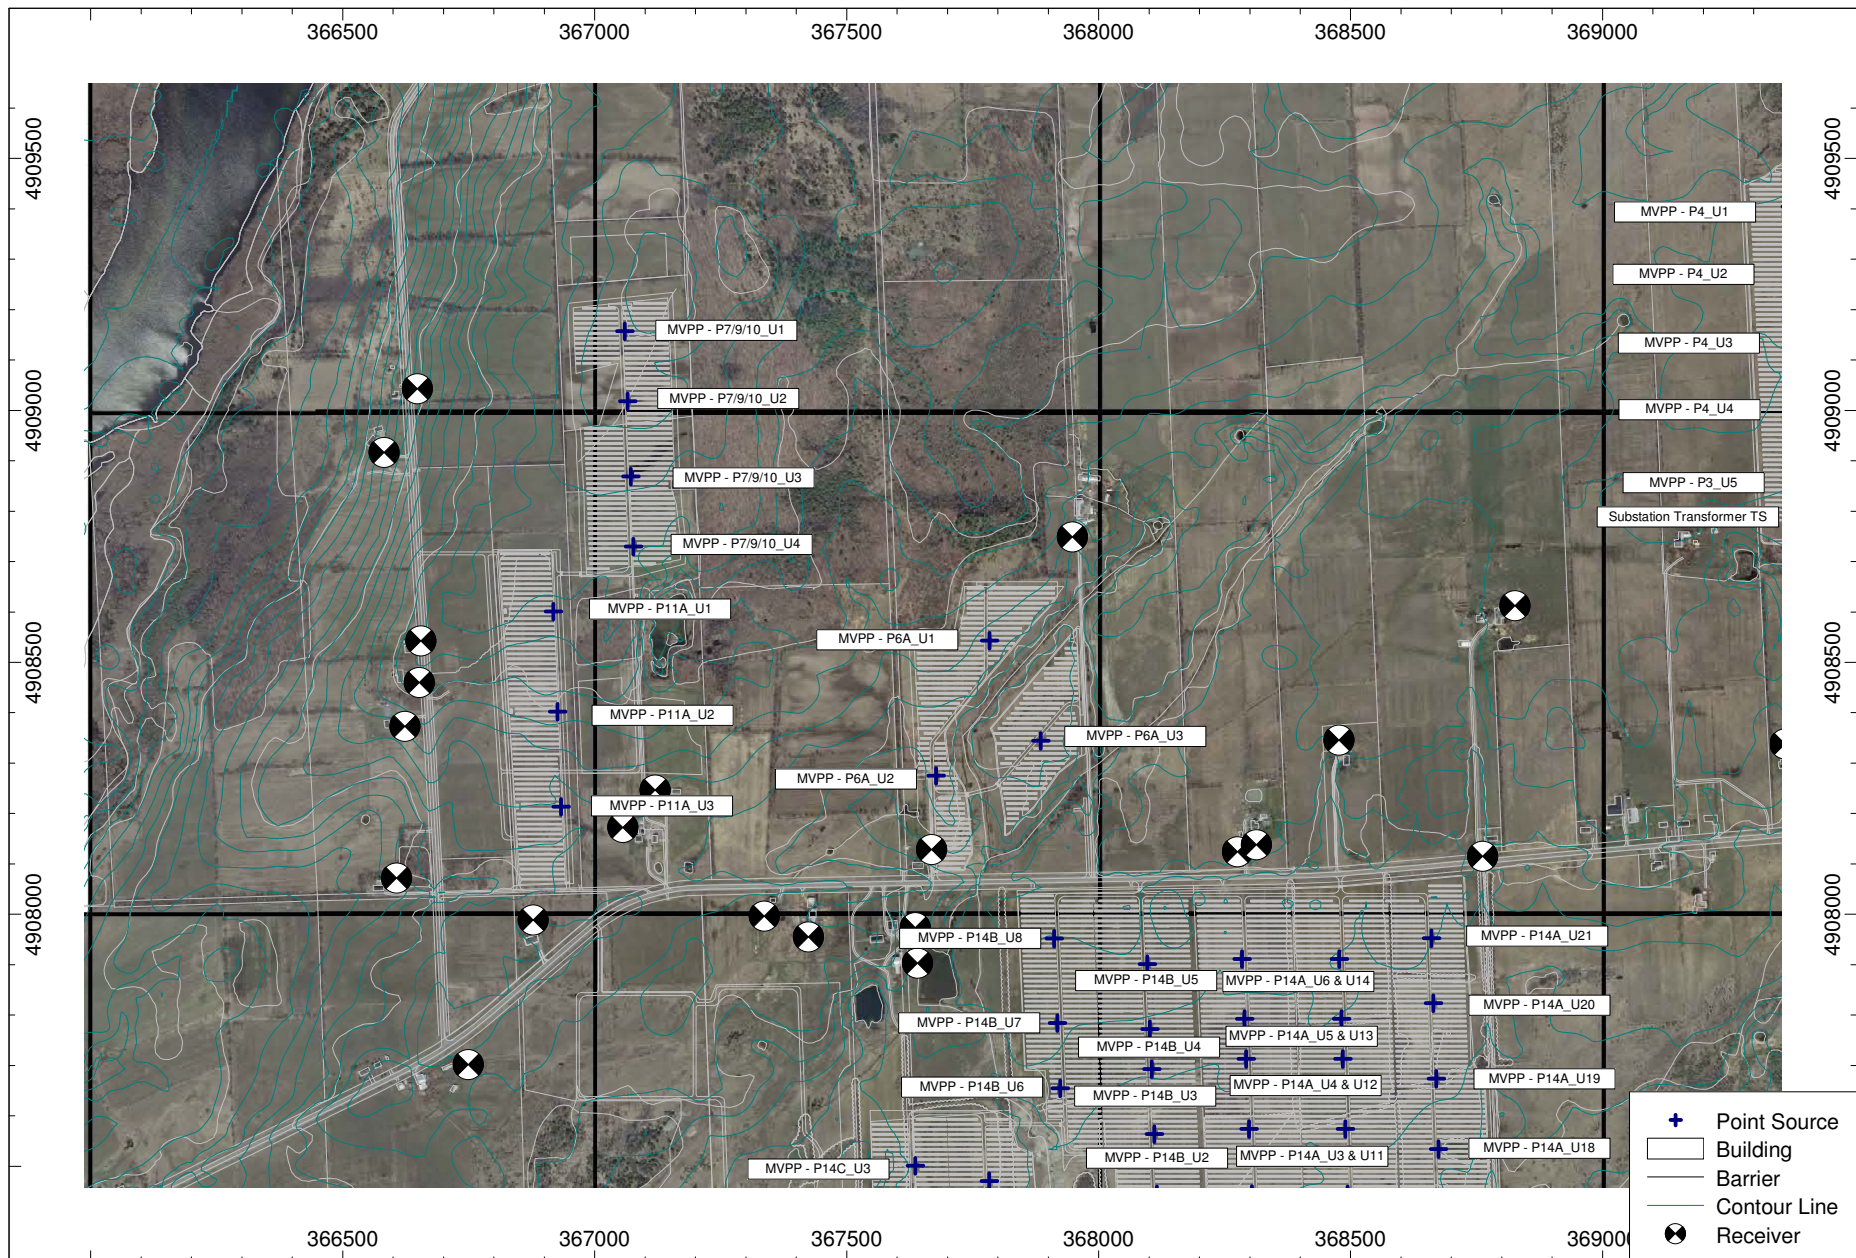 366500 367000 367500 368000 368500 369000
4909500 4909500
MVPP - P4_U1
MVPP - P4_U2
MVPP - P7/9/10_U1
MVPP - P4_U3
MVPP - P7/9/10_U2
4909000 4909000
MVPP - P4_U4
MVPP - P7/9/10_U3
MVPP - P3_U5
Substation Transformer TS
MVPP - P7/9/10_U4
MVPP - P11A_U1
MVPP - P6A_U1
4908500 4908500
MVPP - P11A_U2
MVPP - P6A_U3
MVPP - P6A_U2
MVPP - P11A_U3
4908000 4908000
MVPP - P14B_U8
MVPP - P14A_U21
MVPP - P14B_U5
MVPP - P14A_U6 & U14
MVPP - P14A_U20
MVPP - P14B_U7
MVPP - P14A_U5 & U13
MVPP - P14B_U4
MVPP - P14A_U19
MVPP - P14B_U6
MVPP - P14A_U4 & U12
MVPP - P14B_U3
MVPP - P14A_U18
MVPP - P14A_U3 & U11
MVPP - P14B_U2
MVPP - P14C_U3
Point Source
Building
Barrier
Contour Line
Receiver
366500 367000 367500 368000 368500 369000